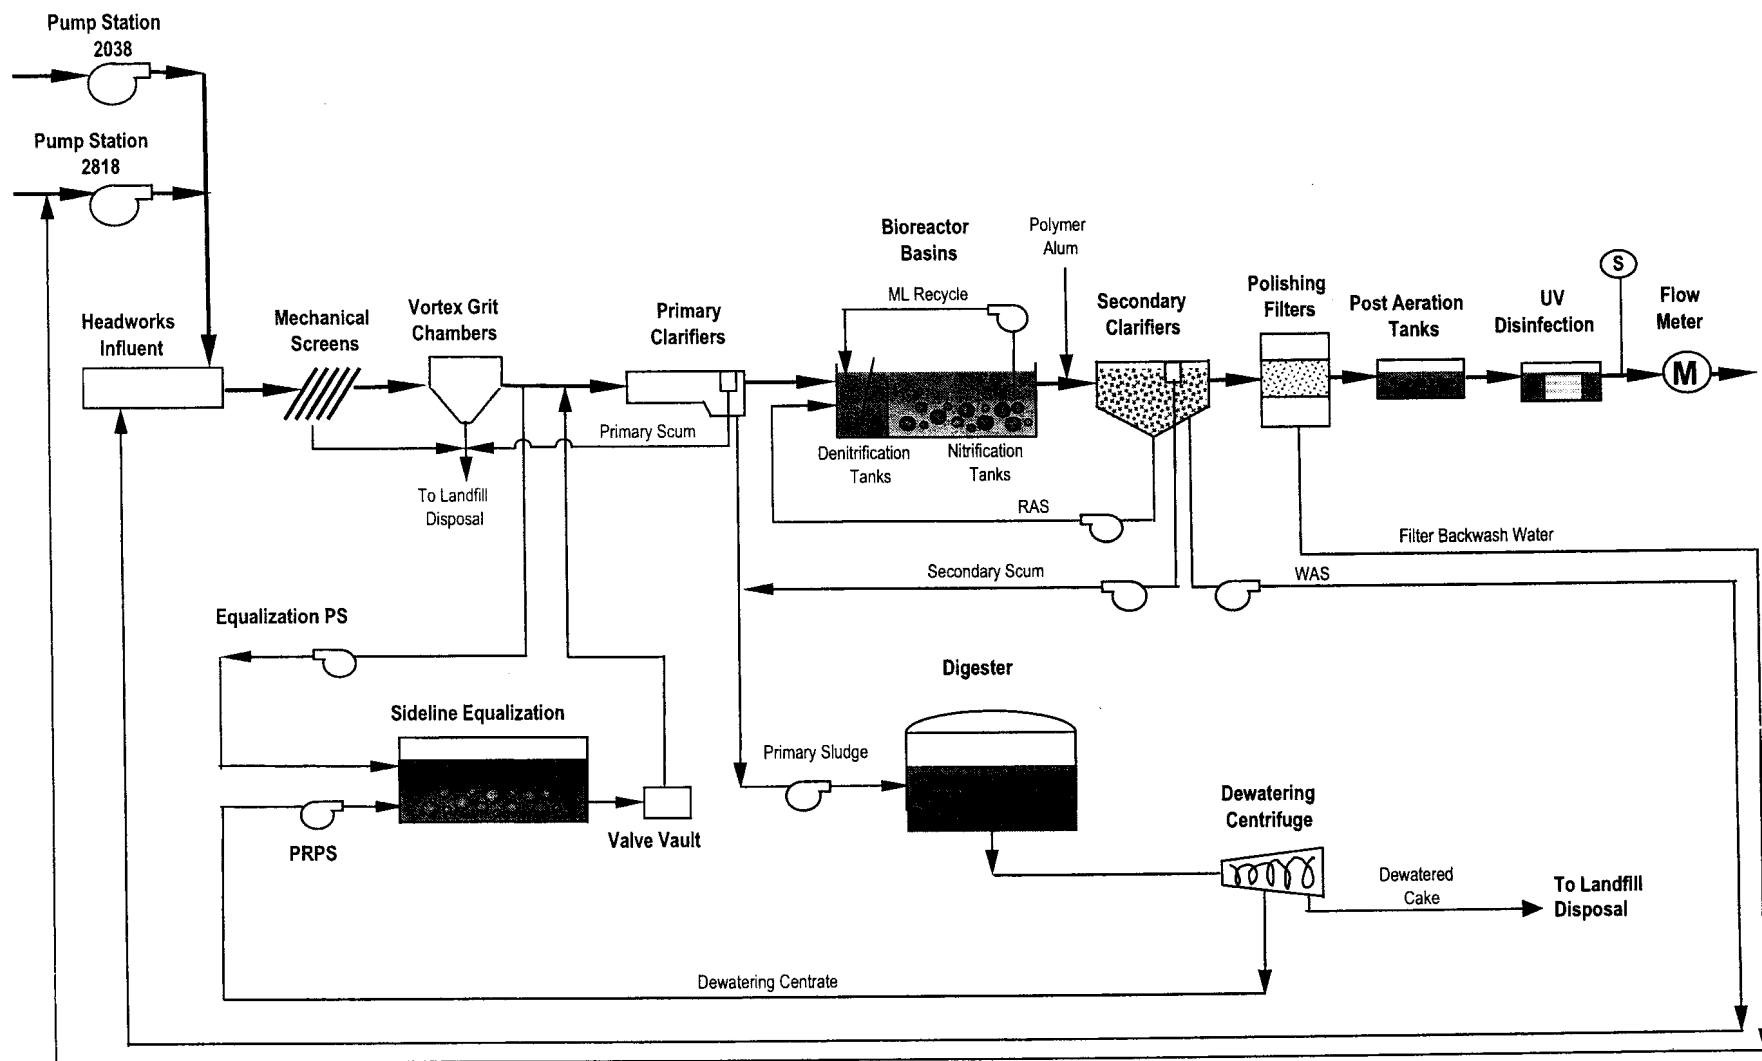 Pump Station
2038
Pump Station
2818
Headworks
Influent
Mechanical
Screens
Vortex Grit
Chambers
Primary
Clarifiers
Bioreactor
Basins
ML Recycle
Polymer
Alum
Secondary
Clarifiers
Polishing
Filters
Post Aeration
Tanks
UV
Disinfection
S
Flow
Meter
M
Primary Scum
To Landfill
Disposal
Denitrification
Tanks
Nitrification
Tanks
RAS
Filter Backwash Water
Secondary Scum
WAS
Equalization PS
Sideline Equalization
Valve Vault
PRPS
Digester
Primary Sludge
Dewatering
Centrifuge
Dewatered
Cake
To Landfill
Disposal
Dewatering Centrate